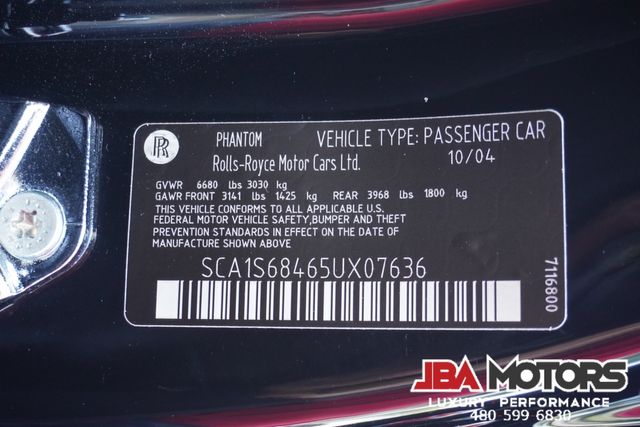 RR
PHANTOM VEHICLE TYPE: PASSENGER CAR
Rolls-Royce Motor Cars Ltd. 10/04
GVWR 6680 lbs 3030 kg
GAWR FRONT 3141 lbs 1425 kg REAR 3968 lbs 1800 kg
THIS VEHICLE CONFORMS TO ALL APPLICABLE U.S.
FEDERAL MOTOR VEHICLE SAFETY,BUMPER AND THEFT
PREVENTION STANDARDS IN EFFECT ON THE DATE OF
MANUFACTURE SHOWN ABOVE
SCA1S68465UX07636
7116800
JBA MOTORS
LUXURY PERFORMANCE
480 599 6830